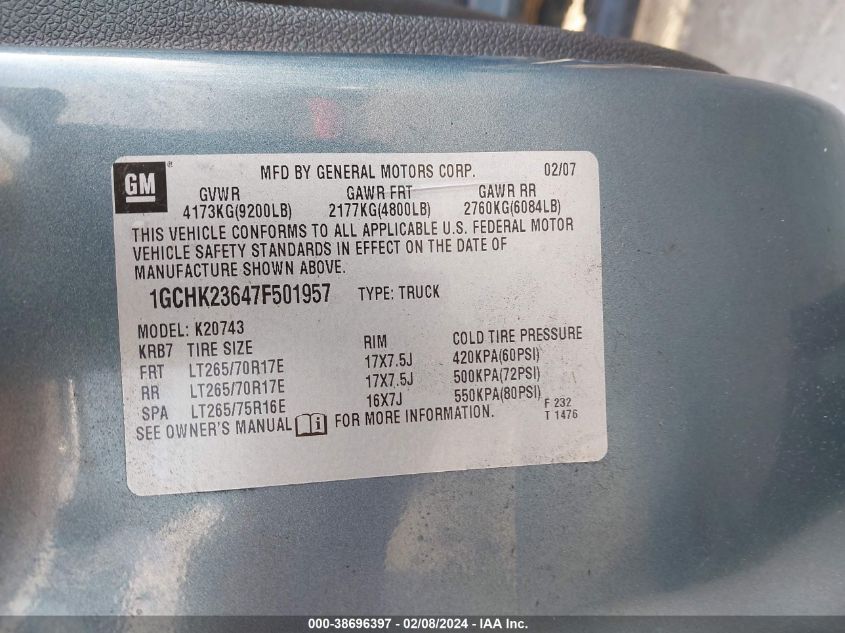 GM ® MFD BY GENERAL MOTORS CORP. 02/07
GVWR GAWR FRT GAWR RR
4173KG(9200LB) 2177KG(4800LB) 2760KG(6084LB)
THIS VEHICLE CONFORMS TO ALL APPLICABLE U.S. FEDERAL MOTOR
VEHICLE SAFETY STANDARDS IN EFFECT ON THE DATE OF
MANUFACTURE SHOWN ABOVE.
1GCHK23647F501957 TYPE: TRUCK
MODEL: K20743
KRB7 TIRE SIZE RIM COLD TIRE PRESSURE
FRT LT265/70R17E 17X7.5J 420KPA(60PSI)
RR LT265/70R17E 17X7.5J 500KPA(72PSI)
SPA LT265/75R16E 16X7J 550KPA(80PSI)
SEE OWNER'S MANUAL i FOR MORE INFORMATION.
F 232
T 1476
000-38696397 - 02/08/2024 - IAA Inc.